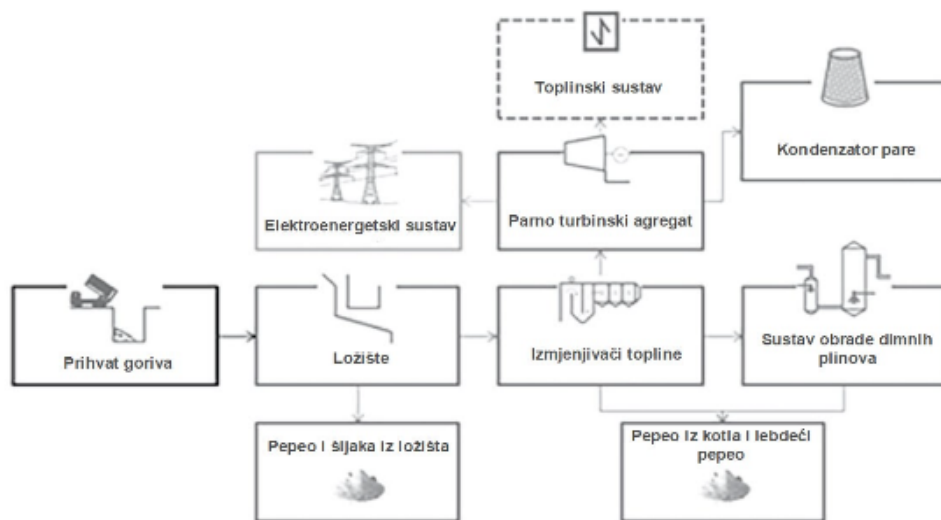 Toplinski sustav
Kondenzator pare
Elektroenergetski sustav
Parno turbinski agregat
Prihvat goriva
Ložište
Izmjenjivači topline
Sustav obrade dimnih
plinova
Pepeo i šljaka iz ložišta
Pepeo iz kotla i lebdeći
pepeo